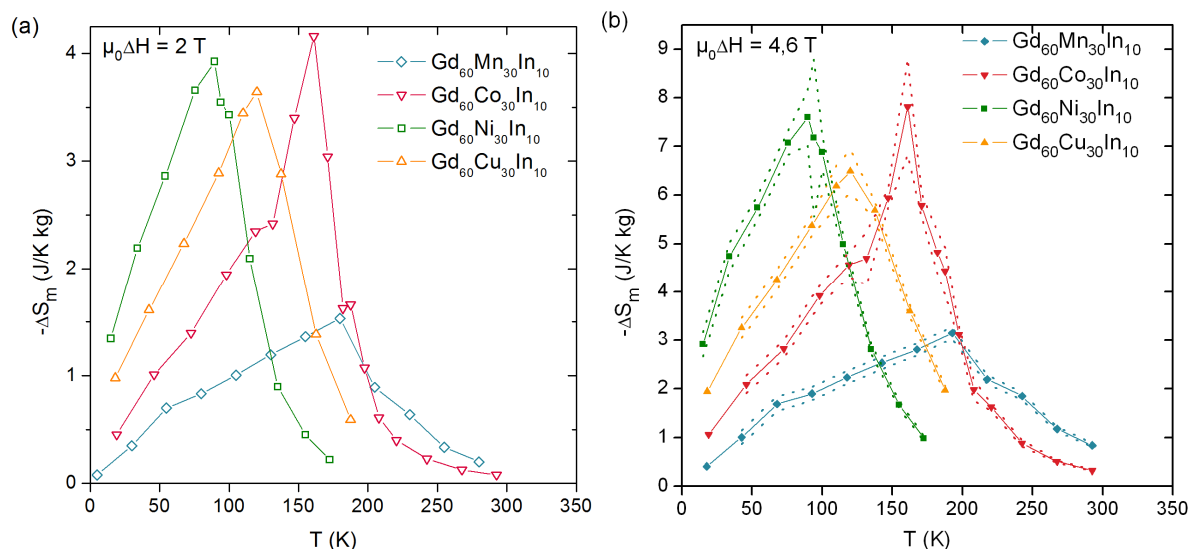 (a)
μ₀ΔH = 2 T
Gd₆₀Mn₃₀In₁₀
Gd₆₀Co₃₀In₁₀
Gd₆₀Ni₃₀In₁₀
Gd₆₀Cu₃₀In₁₀
-ΔSₘ (J/K kg)
4
3
2
1
0
0 50 100 150 200 250 300 350
T (K)
(b)
μ₀ΔH = 4,6 T
Gd₆₀Mn₃₀In₁₀
Gd₆₀Co₃₀In₁₀
Gd₆₀Ni₃₀In₁₀
Gd₆₀Cu₃₀In₁₀
-ΔSₘ (J/K kg)
9
8
7
6
5
4
3
2
1
0
0 50 100 150 200 250 300 350
T (K)